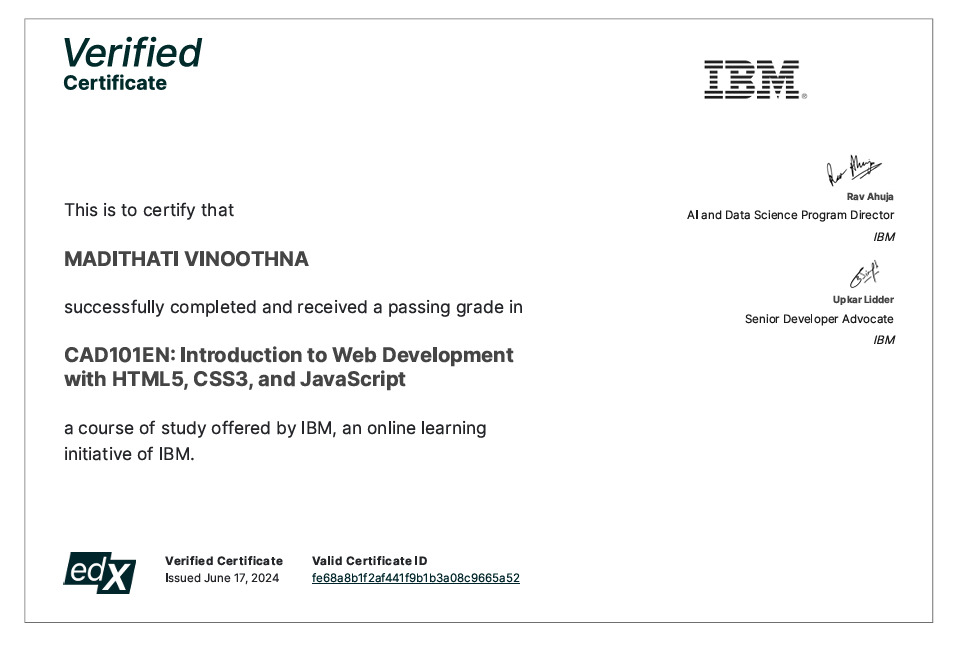 Verified
Certificate
IBM®
This is to certify that
MADITHATI VINOOTHNA
successfully completed and received a passing grade in
CAD101EN: Introduction to Web Development
with HTML5, CSS3, and JavaScript
a course of study offered by IBM, an online learning
initiative of IBM.
Rav Ahuja
Rav Ahuja
AI and Data Science Program Director
IBM
Upkar Lidder
Senior Developer Advocate
IBM
edX
Verified Certificate
Issued June 17, 2024
Valid Certificate ID
fe68a8b1f2af441f9b1b3a08c9665a52